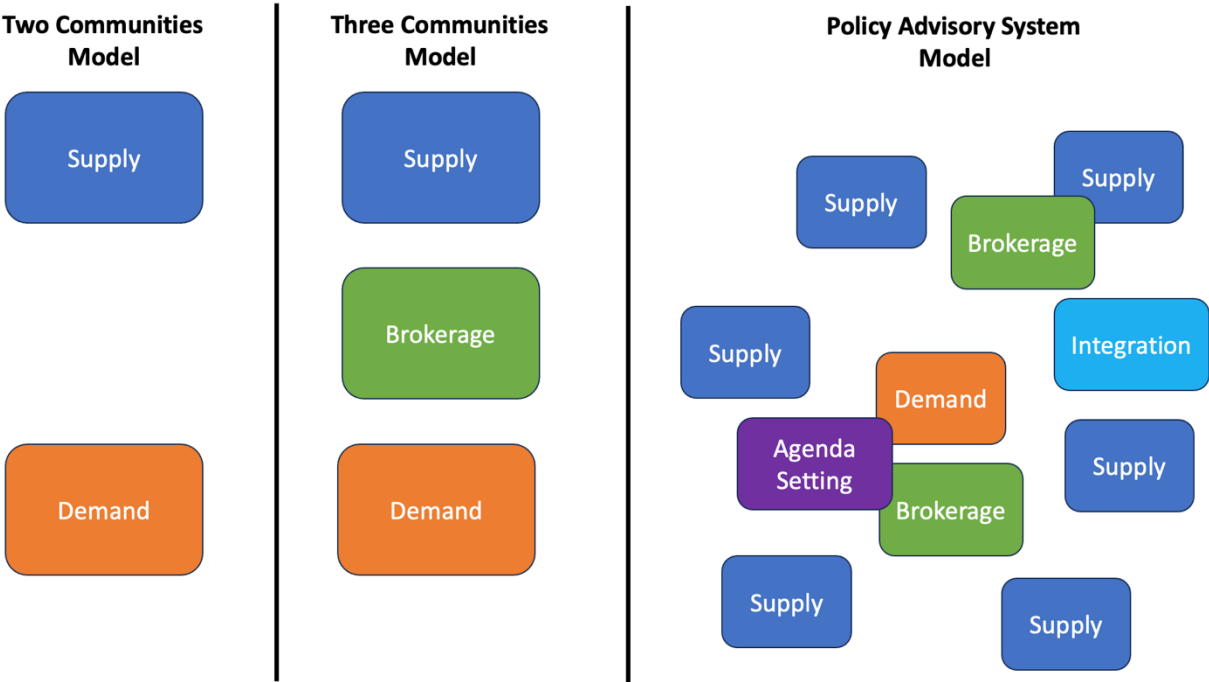 Two Communities
Model
Supply
Demand
Three Communities
Model
Supply
Brokerage
Demand
Policy Advisory System
Model
Supply
Supply
Brokerage
Supply
Integration
Demand
Agenda
Setting
Supply
Brokerage
Supply
Supply